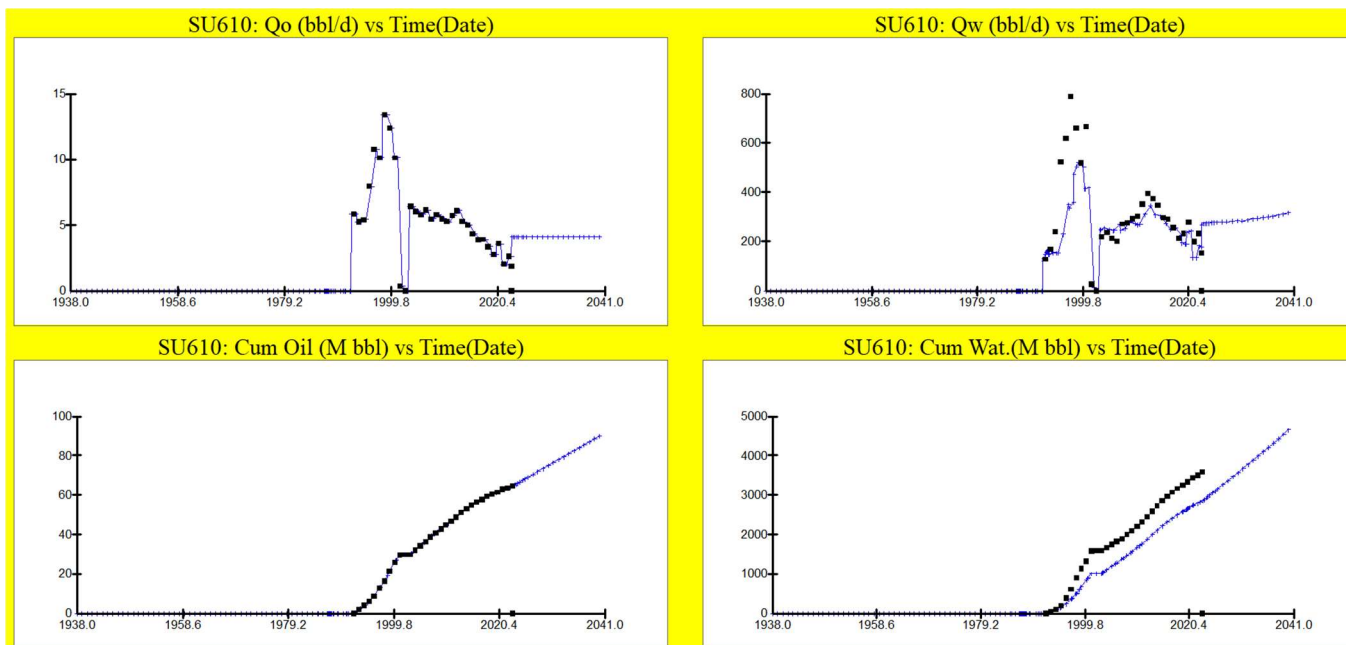 SU610: Qo (bbl/d) vs Time(Date)
15
10
5
0
1938.0 1958.6 1979.2 1999.8 2020.4 2041.0
SU610: Qw (bbl/d) vs Time(Date)
800
600
400
200
0
1938.0 1958.6 1979.2 1999.8 2020.4 2041.0
SU610: Cum Oil (M bbl) vs Time(Date)
100
80
60
40
20
0
1938.0 1958.6 1979.2 1999.8 2020.4 2041.0
SU610: Cum Wat.(M bbl) vs Time(Date)
5000
4000
3000
2000
1000
0
1938.0 1958.6 1979.2 1999.8 2020.4 2041.0